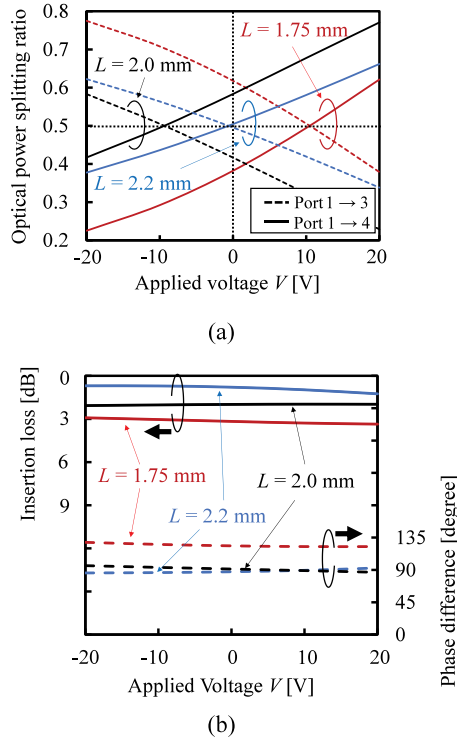 Optical power splitting ratio
0.8
0.7
0.6
0.5
0.4
0.3
0.2
L = 2.0 mm
L = 1.75 mm
L = 2.2 mm
Port 1 → 3
Port 1 → 4
-20
-10
0
10
20
Applied voltage V [V]
(a)
Insertion loss [dB]
0
3
6
9
L = 1.75 mm
L = 2.0 mm
L = 2.2 mm
135
90
45
0
Phase difference [degree]
-20
-10
0
10
20
Applied Voltage V [V]
(b)